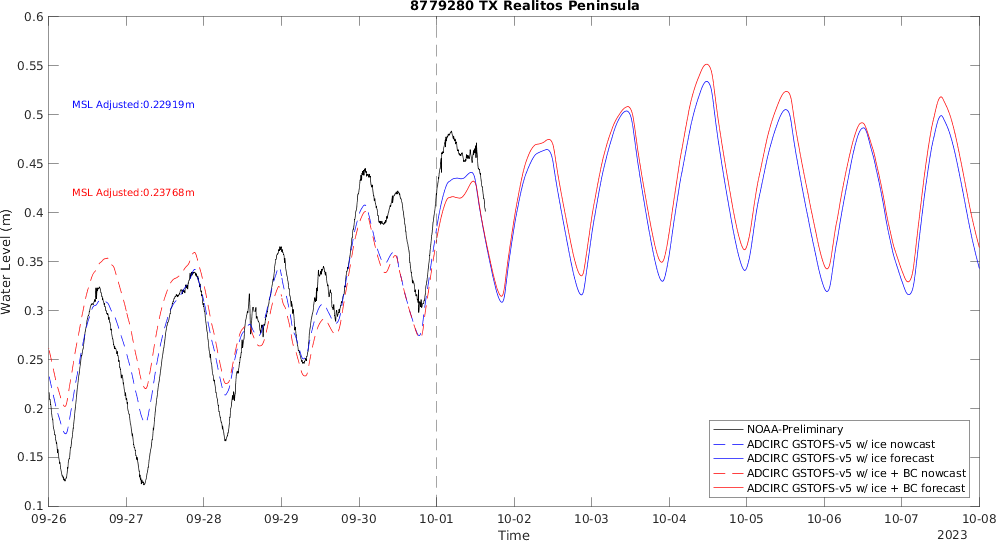 8779280 TX Realitos Peninsula
Water Level (m)
0.6
0.55
0.5
0.45
0.4
0.35
0.3
0.25
0.2
0.15
0.1
MSL Adjusted:0.22919m
MSL Adjusted:0.23768m
NOAA-Preliminary
ADCIRC GSTOFS-v5 w/ ice nowcast
ADCIRC GSTOFS-v5 w/ ice forecast
ADCIRC GSTOFS-v5 w/ ice + BC nowcast
ADCIRC GSTOFS-v5 w/ ice + BC forecast
09-26 09-27 09-28 09-29 09-30 10-01 10-02 10-03 10-04 10-05 10-06 10-07 10-08
Time
2023